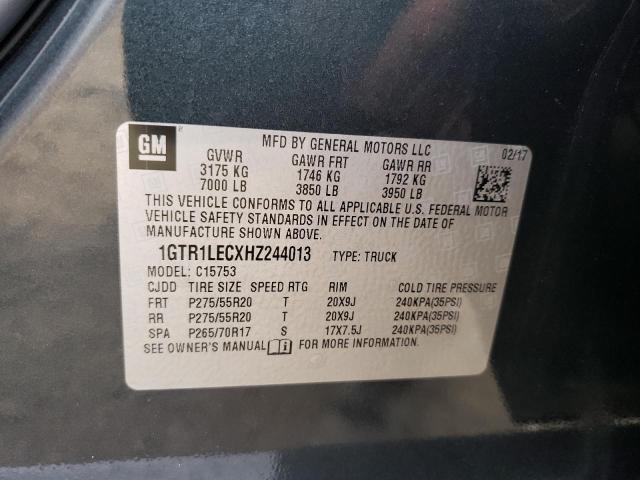 GM
MFD BY GENERAL MOTORS LLC
02/17
GVWR GAWR FRT GAWR RR
3175 KG 1746 KG 1792 KG
7000 LB 3850 LB 3950 LB
THIS VEHICLE CONFORMS TO ALL APPLICABLE U.S. FEDERAL MOTOR
VEHICLE SAFETY STANDARDS IN EFFECT ON THE DATE OF
MANUFACTURE SHOWN ABOVE.
1GTR1LECXHZ244013 TYPE: TRUCK
MODEL: C15753
CJDD TIRE SIZE SPEED RTG RIM COLD TIRE PRESSURE
FRT P275/55R20 T 20X9J 240KPA(35PSI)
RR P275/55R20 T 20X9J 240KPA(35PSI)
SPA P265/70R17 S 17X7.5J 240KPA(35PSI)
SEE OWNER'S MANUAL i FOR MORE INFORMATION.